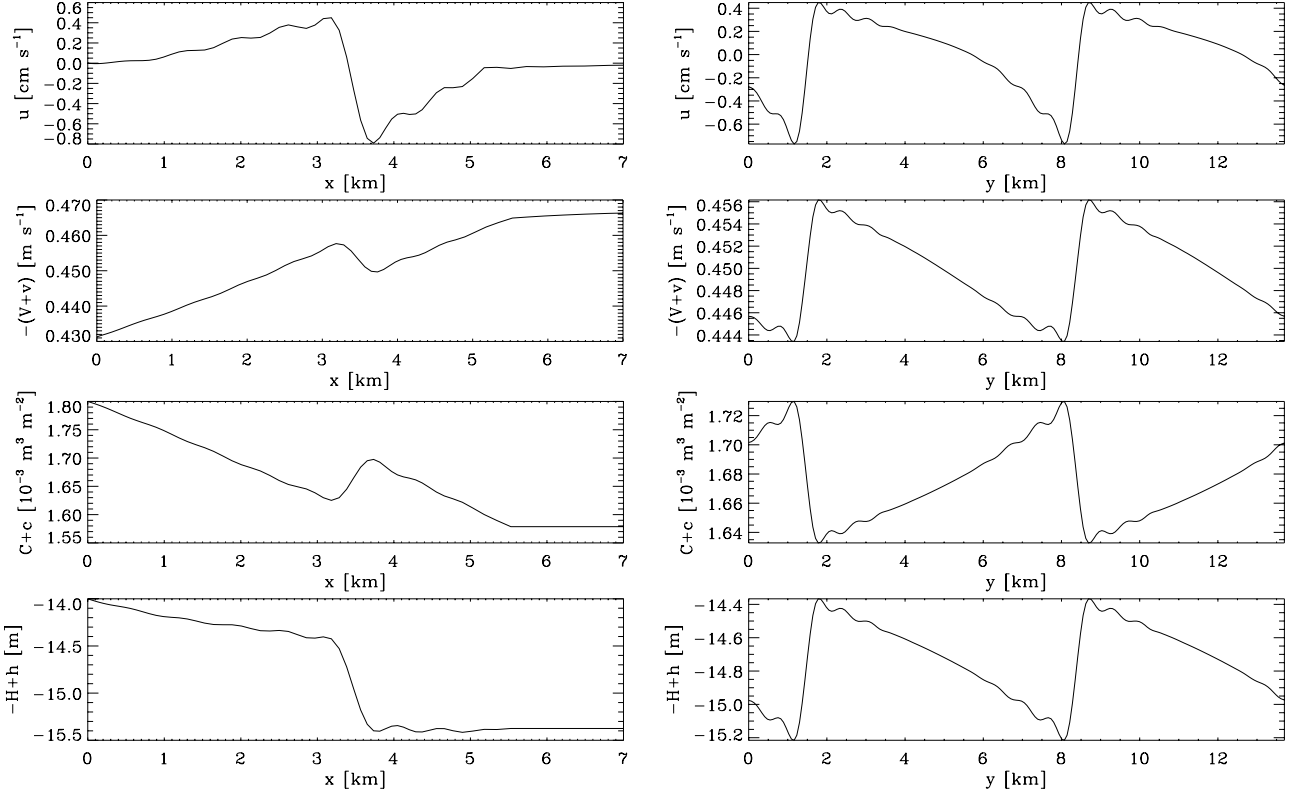 u [cm s⁻¹]
0.6
0.4
0.2
0.0
−0.2
−0.4
−0.6
−0.8
0 1 2 3 4 5 6 7
x [km]
u [cm s⁻¹]
0.4
0.2
0.0
−0.2
−0.4
−0.6
0 2 4 6 8 10 12
y [km]
−(V+v) [m s⁻¹]
0.470
0.460
0.450
0.440
0.430
0 1 2 3 4 5 6 7
x [km]
−(V+v) [m s⁻¹]
0.456
0.454
0.452
0.450
0.448
0.446
0.444
0 2 4 6 8 10 12
y [km]
C+c [10⁻³ m³ m⁻²]
1.80
1.75
1.70
1.65
1.60
1.55
0 1 2 3 4 5 6 7
x [km]
C+c [10⁻³ m³ m⁻²]
1.72
1.70
1.68
1.66
1.64
0 2 4 6 8 10 12
y [km]
−H+h [m]
−14.0
−14.5
−15.0
−15.5
0 1 2 3 4 5 6 7
x [km]
−H+h [m]
−14.4
−14.6
−14.8
−15.0
−15.2
0 2 4 6 8 10 12
y [km]